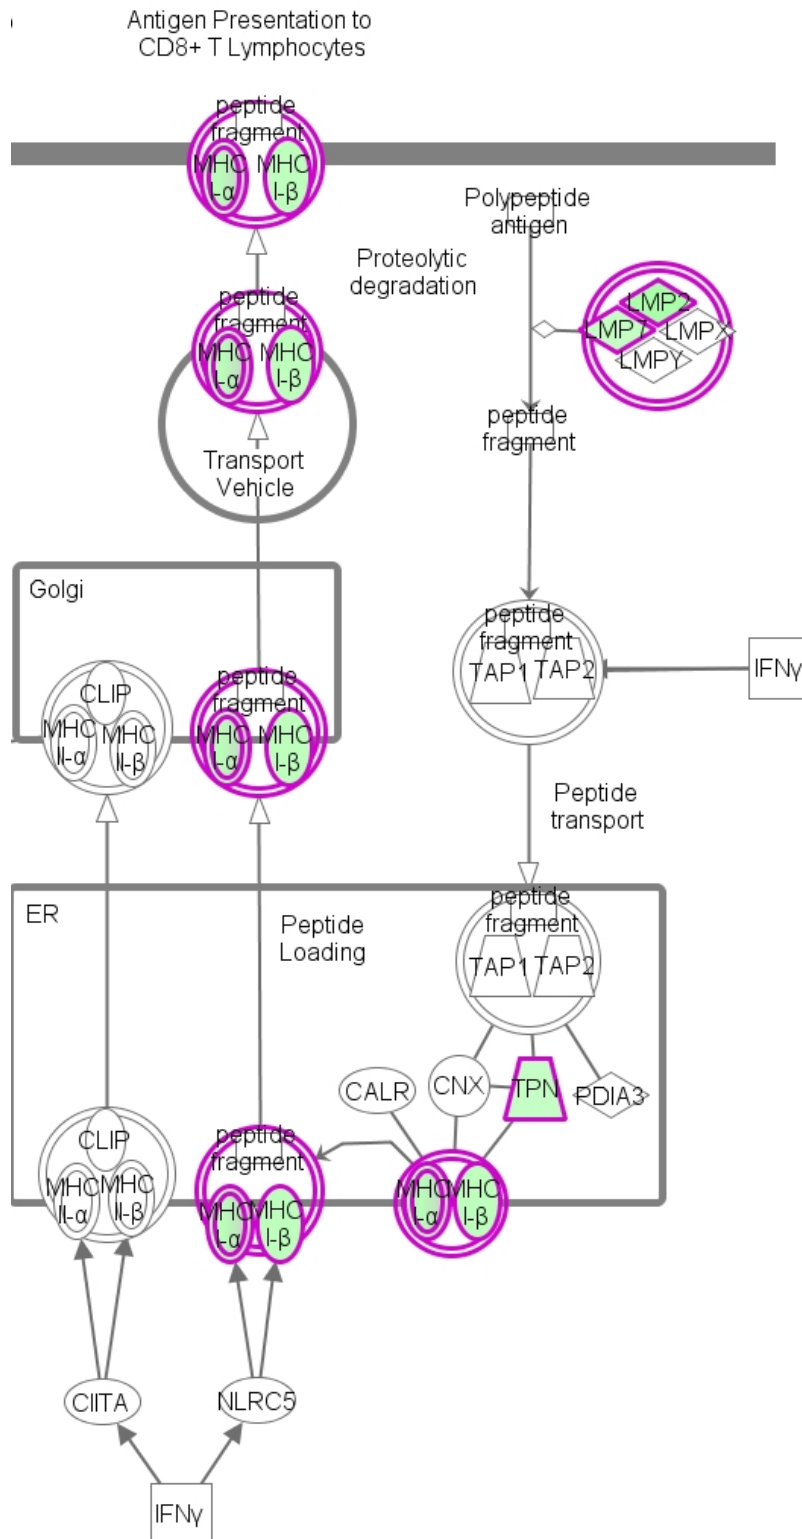 Antigen Presentation to
CD8+ T Lymphocytes
peptide
fragment
MHC
I-α
MHC
I-β
Polypeptide
antigen
Proteolytic
degradation
LMP2
LMP7
LMPX
LMPY
peptide
fragment
MHC
I-α
MHC
I-β
Transport
Vehicle
peptide
fragment
Golgi
peptide
fragment
TAP1
TAP2
IFNγ
CLIP
MHC
II-α
MHC
II-β
peptide
fragment
MHC
I-α
MHC
I-β
Peptide
transport
ER
Peptide
Loading
peptide
fragment
TAP1
TAP2
CALR
CNX
TPN
PDIA3
CLIP
MHC
II-α
MHC
II-β
peptide
fragment
MHC
I-α
MHC
I-β
MHC
I-α
MHC
I-β
CIITA
NLRC5
IFNγ